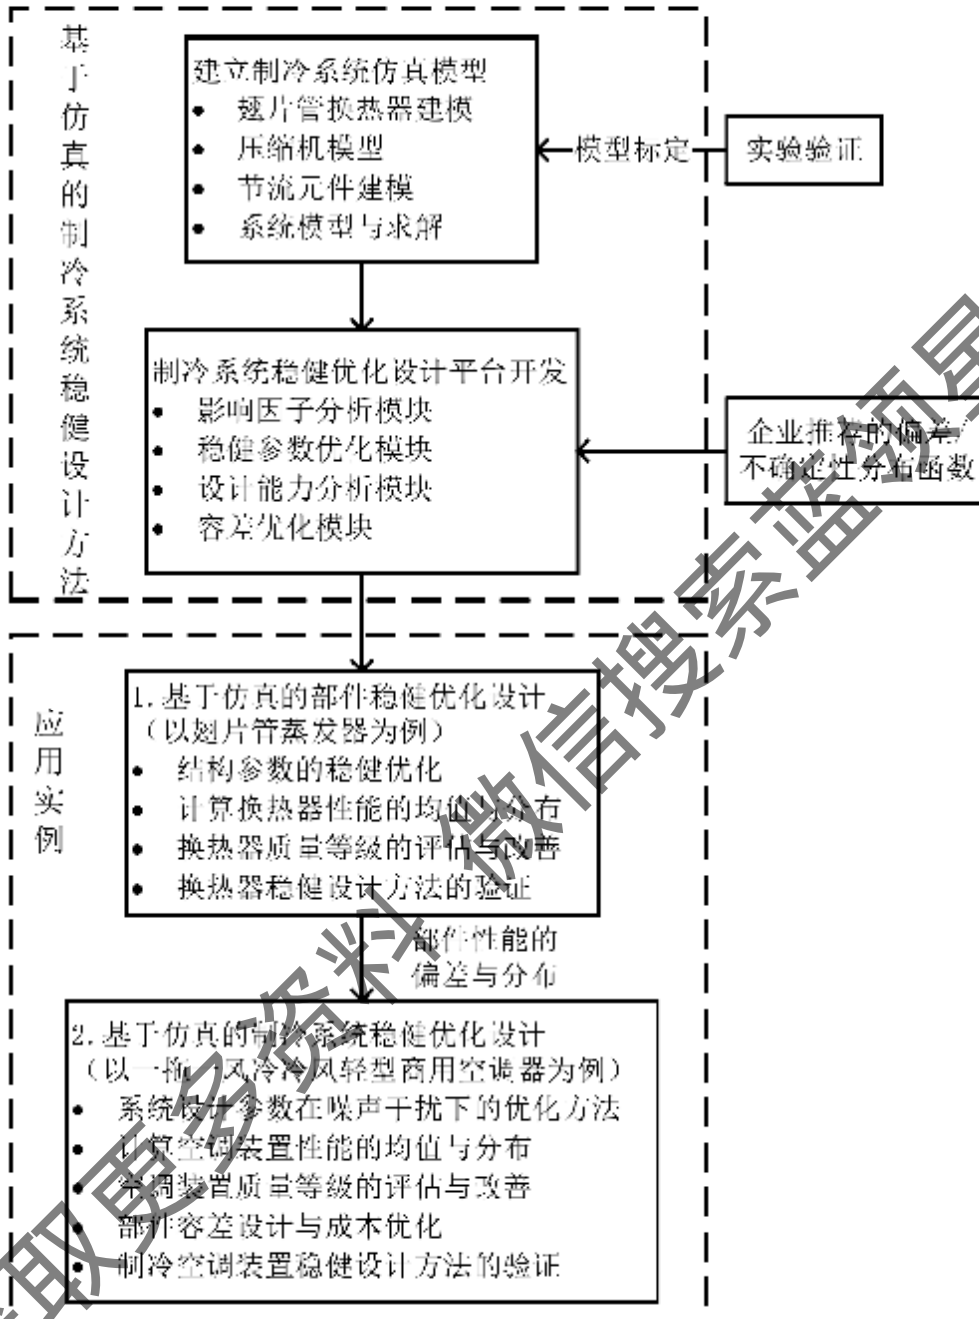 基于仿真的制冷系统稳健设计方法
建立制冷系统仿真模型
• 翅片管换热器建模
• 压缩机模型
• 节流元件建模
• 系统模型与求解
模型标定
实验验证
制冷系统稳健优化设计平台开发
• 影响因子分析模块
• 稳健参数优化模块
• 设计能力分析模块
• 容差优化模块
企业推荐的偏差/
不确定性分布函数
应用实例
1.基于仿真的部件稳健优化设计
（以翅片管蒸发器为例）
• 结构参数的稳健优化
• 计算换热器性能的均值与分布
• 换热器质量等级的评估与改善
• 换热器稳健设计方法的验证
部件性能的
偏差与分布
2.基于仿真的制冷系统稳健优化设计
（以一拖一风冷冷风轻型商用空调器为例）
• 系统设计参数在噪声干扰下的优化方法
• 计算空调装置性能的均值与分布
• 空调装置质量等级的评估与改善
• 部件容差设计与成本优化
• 制冷空调装置稳健设计方法的验证
取更多资料 微信搜索蓝领星